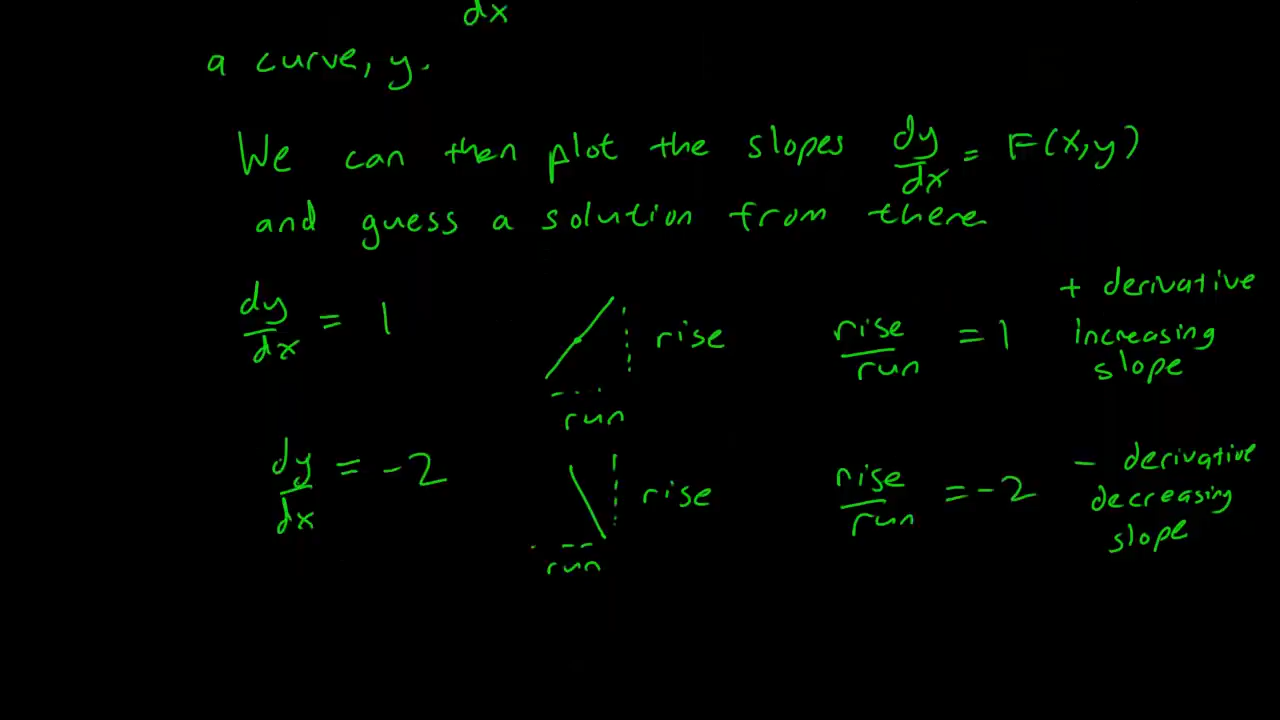 dx
a curve, y.
We can then plot the slopes dy/dx = F(x,y)
and guess a solution from there
dy/dx = 1
rise
run
rise/run = 1
+ derivative
increasing
slope
dy/dx = -2
rise
run
rise/run = -2
- derivative
decreasing
slope